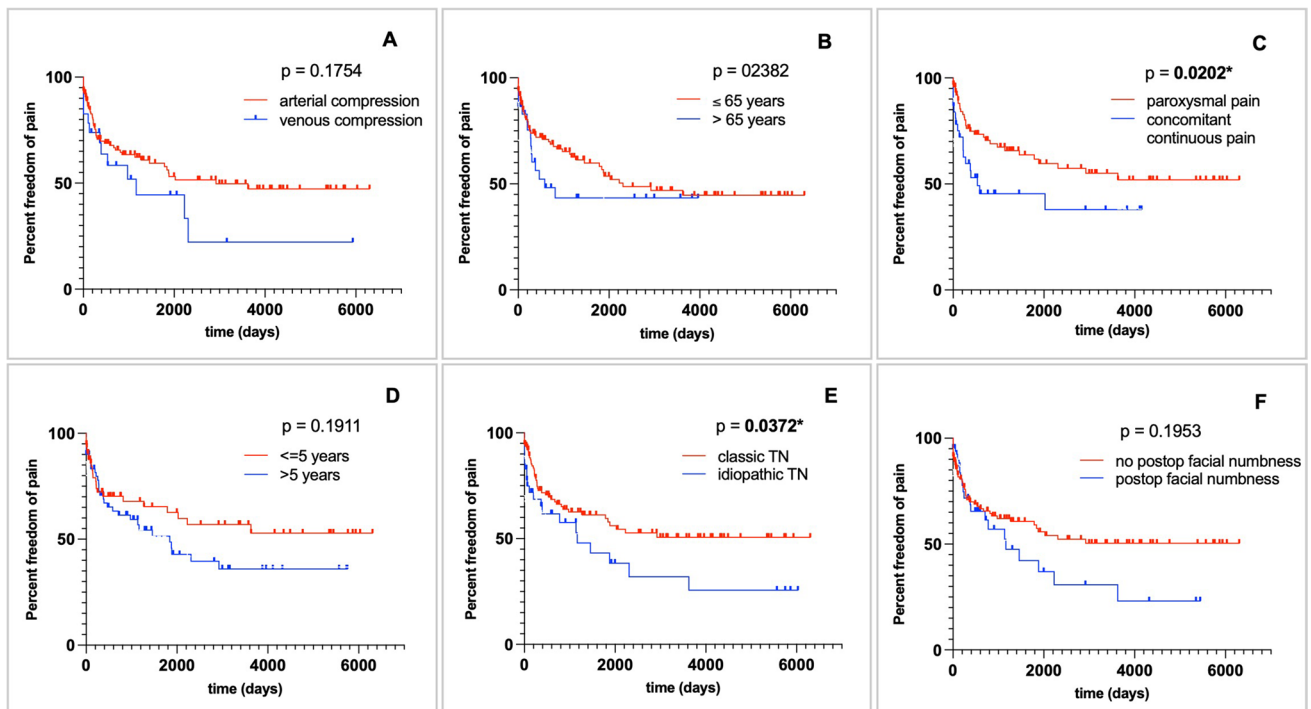 A
p = 0.1754
arterial compression
venous compression
Percent freedom of pain
100
50
0
0 2000 4000 6000
time (days)
B
p = 02382
≤ 65 years
> 65 years
Percent freedom of pain
100
50
0
0 2000 4000 6000
time (days)
C
p = 0.0202*
paroxysmal pain
concomitant
continuous pain
Percent freedom of pain
100
50
0
0 2000 4000 6000
time (days)
D
p = 0.1911
<=5 years
>5 years
Percent freedom of pain
100
50
0
0 2000 4000 6000
time (days)
E
p = 0.0372*
classic TN
idiopathic TN
Percent freedom of pain
100
50
0
0 2000 4000 6000
time (days)
F
p = 0.1953
no postop facial numbness
postop facial numbness
Percent freedom of pain
100
50
0
0 2000 4000 6000
time (days)